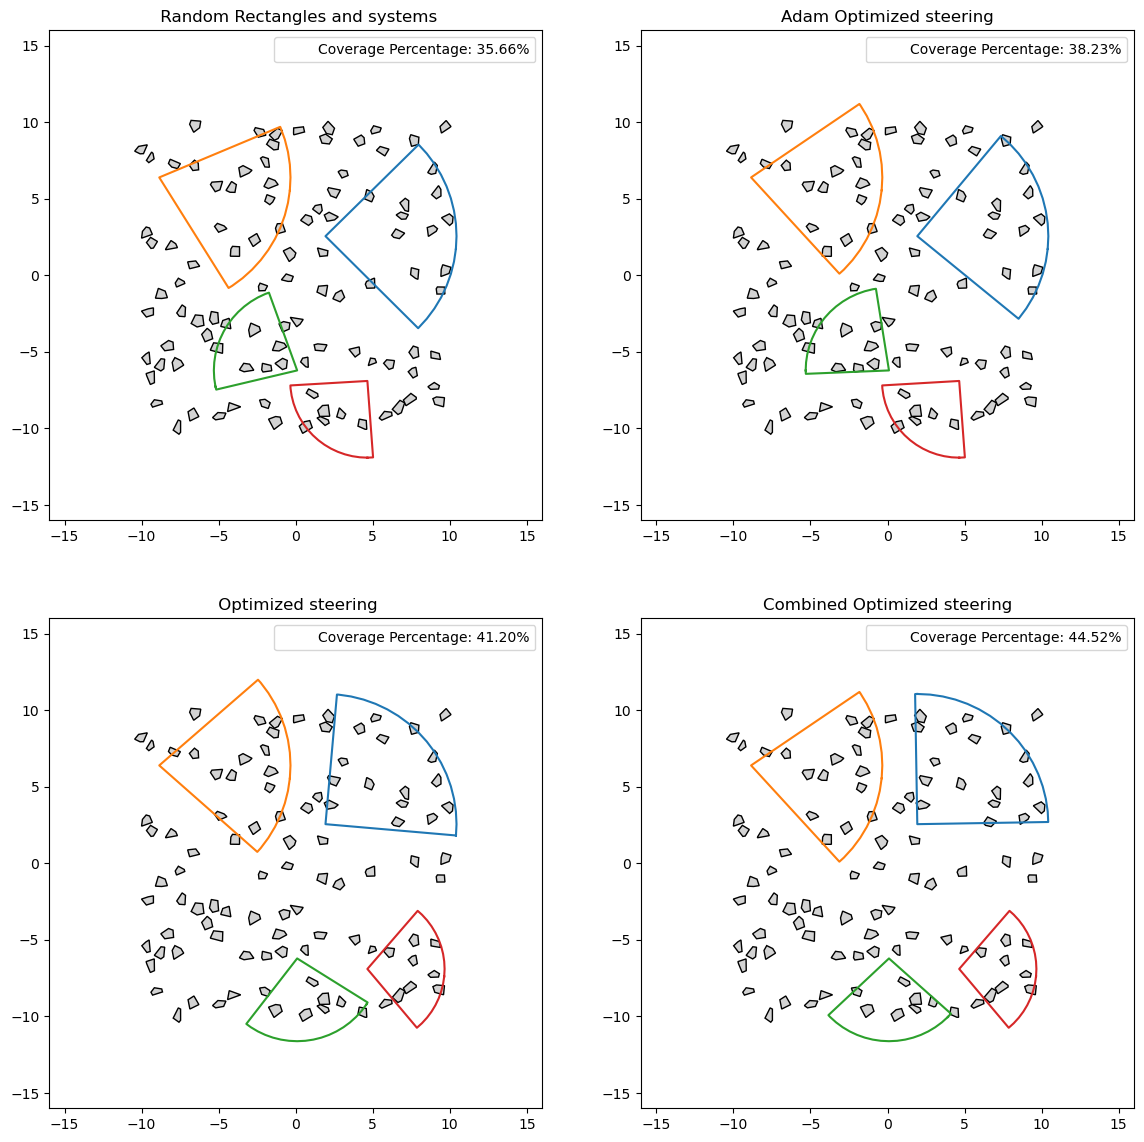 Random Rectangles and systems
Coverage Percentage: 35.66%
15
10
5
0
−5
−10
−15
−15 −10 −5 0 5 10 15
Adam Optimized steering
Coverage Percentage: 38.23%
15
10
5
0
−5
−10
−15
−15 −10 −5 0 5 10 15
Optimized steering
Coverage Percentage: 41.20%
15
10
5
0
−5
−10
−15
−15 −10 −5 0 5 10 15
Combined Optimized steering
Coverage Percentage: 44.52%
15
10
5
0
−5
−10
−15
−15 −10 −5 0 5 10 15